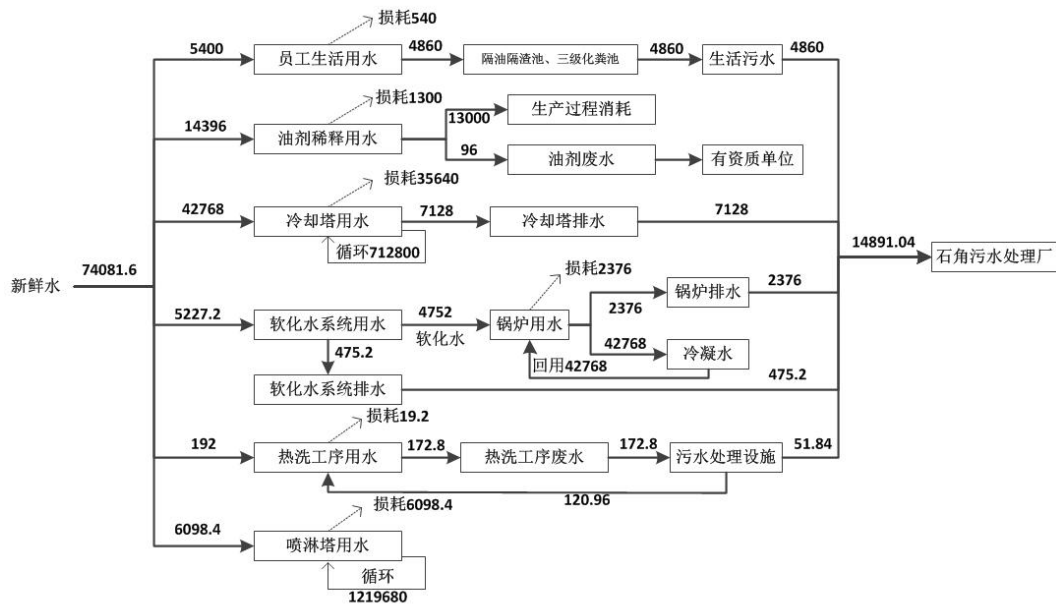 损耗540
5400
员工生活用水
4860
隔油隔渣池、三级化粪池
4860
生活污水
4860
损耗1300
14396
油剂稀释用水
13000
生产过程消耗
96
油剂废水
有资质单位
损耗35640
42768
冷却塔用水
7128
冷却塔排水
7128
循环712800
新鲜水
74081.6
14891.04
石角污水处理厂
损耗2376
5227.2
软化水系统用水
4752
软化水
锅炉用水
2376
锅炉排水
2376
42768
冷凝水
回用42768
475.2
软化水系统排水
475.2
损耗19.2
192
热洗工序用水
172.8
热洗工序废水
172.8
污水处理设施
51.84
120.96
损耗6098.4
6098.4
喷淋塔用水
循环
1219680